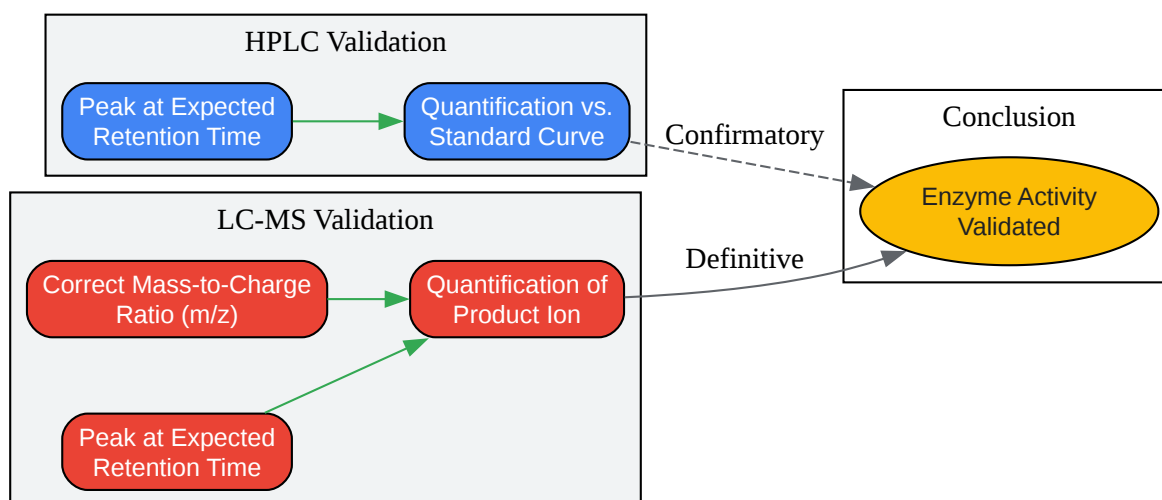 HPLC Validation
Peak at Expected
Retention Time
Quantification vs.
Standard Curve
Confirmatory
Conclusion
Enzyme Activity
Validated
LC-MS Validation
Correct Mass-to-Charge
Ratio (m/z)
Quantification of
Product Ion
Definitive
Peak at Expected
Retention Time